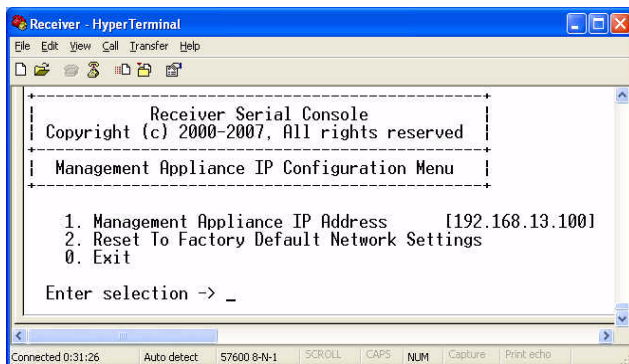 Receiver - HyperTerminal
File Edit View Call Transfer Help
Receiver Serial Console
Copyright (c) 2000-2007, All rights reserved
Management Appliance IP Configuration Menu
1. Management Appliance IP Address [192.168.13.100]
2. Reset To Factory Default Network Settings
0. Exit
Enter selection -> _
Connected 0:31:26 Auto detect 57600 8-N-1 SCROLL CAPS NUM Capture Print echo